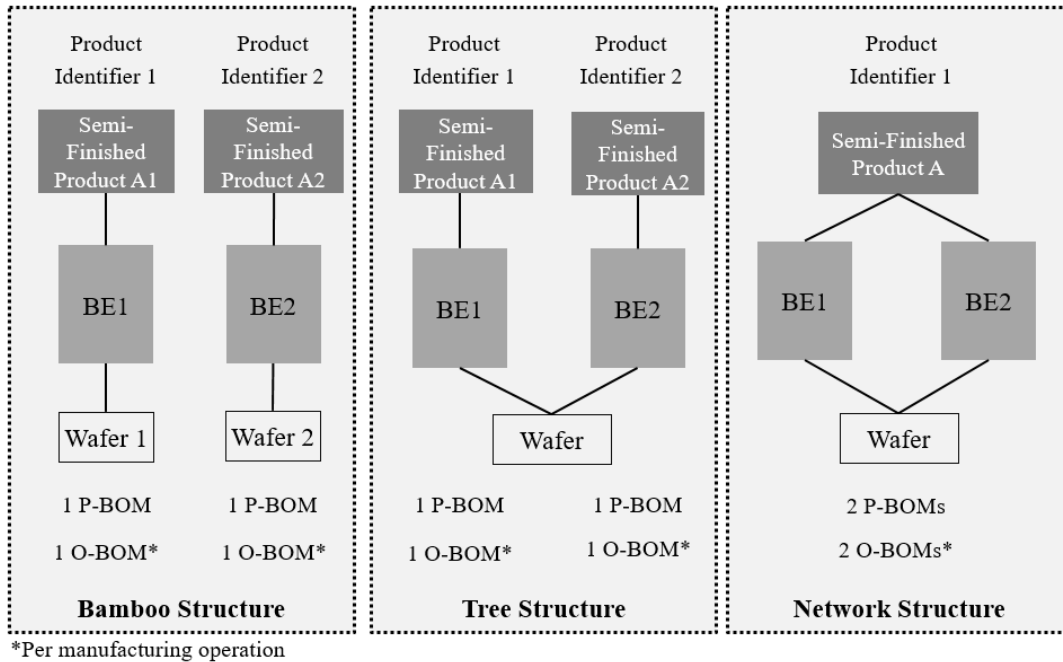 Product
Identifier 1
Semi-
Finished
Product A1
BE1
Wafer 1
1 P-BOM
1 O-BOM*
Product
Identifier 2
Semi-
Finished
Product A2
BE2
Wafer 2
1 P-BOM
1 O-BOM*
Bamboo Structure
Product
Identifier 1
Semi-
Finished
Product A1
BE1
Product
Identifier 2
Semi-
Finished
Product A2
BE2
Wafer
1 P-BOM
1 O-BOM*
1 P-BOM
1 O-BOM*
Tree Structure
Product
Identifier 1
Semi-Finished
Product A
BE1
BE2
Wafer
2 P-BOMs
2 O-BOMs*
Network Structure
*Per manufacturing operation